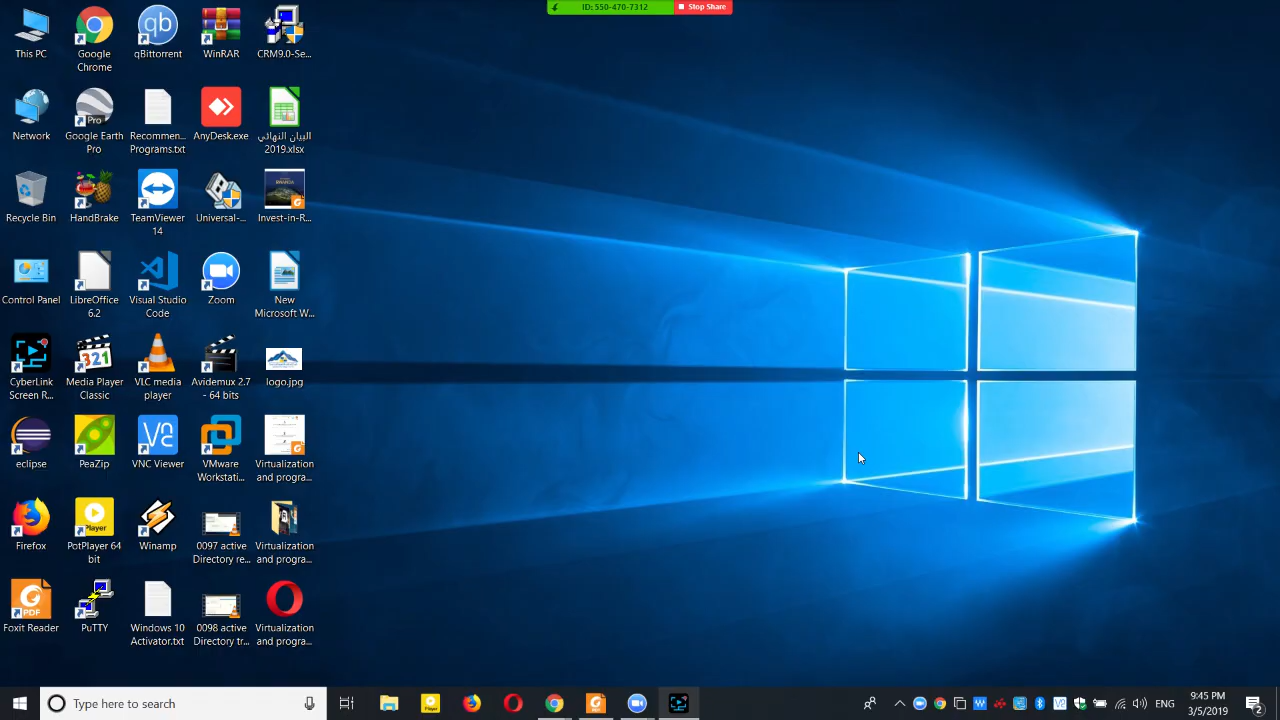 ID: 550-470-7312
Stop Share
This PC
Google
Chrome
qBittorrent
WinRAR
CRM9.0-Se...
Network
Google Earth
Pro
Recommen...
Programs.txt
AnyDesk.exe
البيان النهائي
2019.xlsx
Recycle Bin
HandBrake
TeamViewer
14
Universal-...
Invest-in-R...
Control Panel
LibreOffice
6.2
Visual Studio
Code
Zoom
New
Microsoft W...
CyberLink
Screen R...
Media Player
Classic
VLC media
player
Avidemux 2.7
- 64 bits
logo.jpg
eclipse
PeaZip
VNC Viewer
VMware
Workstati...
Virtualization
and progra...
Firefox
PotPlayer 64
bit
Winamp
0097 active
Directory re...
Virtualization
and progra...
Foxit Reader
PuTTY
Windows 10
Activator.txt
0098 active
Directory tr...
Virtualization
and progra...
Type here to search
ENG
9:45 PM
3/5/2019
2